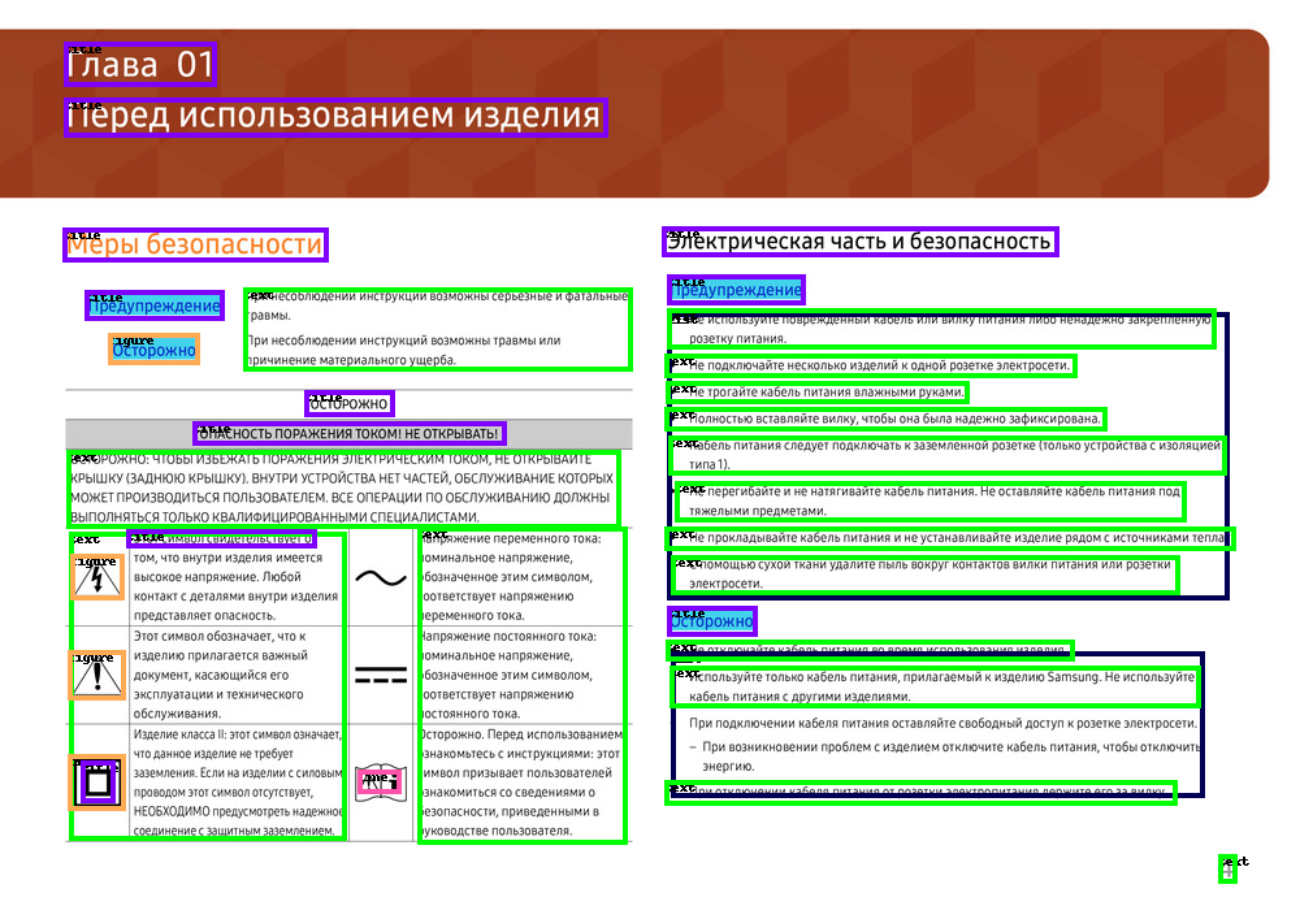 Глава 01
Перед использованием изделия
Меры безопасности
Предупреждение
несоблюдении инструкций возможны серьезные и фатальные
травмы.
Осторожно
При несоблюдении инструкций возможны травмы или
причинение материального ущерба.
ОСТОРОЖНО
ОПАСНОСТЬ ПОРАЖЕНИЯ ТОКОМ! НЕ ОТКРЫВАТЬ!
ОСТОРОЖНО: ЧТОБЫ ИЗБЕЖАТЬ ПОРАЖЕНИЯ ЭЛЕКТРИЧЕСКИМ ТОКОМ, НЕ ОТКРЫВАЙТЕ
КРЫШКУ (ЗАДНЮЮ КРЫШКУ). ВНУТРИ УСТРОЙСТВА НЕТ ЧАСТЕЙ, ОБСЛУЖИВАНИЕ КОТОРЫХ
МОЖЕТ ПРОИЗВОДИТЬСЯ ПОЛЬЗОВАТЕЛЕМ. ВСЕ ОПЕРАЦИИ ПО ОБСЛУЖИВАНИЮ ДОЛЖНЫ
ВЫПОЛНЯТЬСЯ ТОЛЬКО КВАЛИФИЦИРОВАННЫМИ СПЕЦИАЛИСТАМИ.
символ свидетельствует о
том, что внутри изделия имеется
высокое напряжение. Любой
контакт с деталями внутри изделия
представляет опасность.
Напряжение переменного тока:
номинальное напряжение,
обозначенное этим символом,
соответствует напряжению
переменного тока.
Этот символ обозначает, что к
изделию прилагается важный
документ, касающийся его
эксплуатации и технического
обслуживания.
Напряжение постоянного тока:
номинальное напряжение,
обозначенное этим символом,
соответствует напряжению
постоянного тока.
Изделие класса II: этот символ означает,
что данное изделие не требует
заземления. Если на изделии с силовым
проводом этот символ отсутствует,
НЕОБХОДИМО предусмотреть надежное
соединение с защитным заземлением.
Осторожно. Перед использованием
ознакомьтесь с инструкциями: этот
символ призывает пользователей
ознакомиться со сведениями о
безопасности, приведенными в
руководстве пользователя.
Электрическая часть и безопасность
Предупреждение
Не используйте поврежденный кабель или вилку питания либо ненадежно закрепленную
розетку питания.
Не подключайте несколько изделий к одной розетке электросети.
Не трогайте кабель питания влажными руками.
Полностью вставляйте вилку, чтобы она была надежно зафиксирована.
Кабель питания следует подключать к заземленной розетке (только устройства с изоляцией
типа 1).
Не перегибайте и не натягивайте кабель питания. Не оставляйте кабель питания под
тяжелыми предметами.
Не прокладывайте кабель питания и не устанавливайте изделие рядом с источниками тепла
С помощью сухой ткани удалите пыль вокруг контактов вилки питания или розетки
электросети.
Осторожно
Не отключайте кабель питания во время использования изделия.
Используйте только кабель питания, прилагаемый к изделию Samsung. Не используйте
кабель питания с другими изделиями.
При подключении кабеля питания оставляйте свободный доступ к розетке электросети.
– При возникновении проблем с изделием отключите кабель питания, чтобы отключить
энергию.
При отключении кабеля питания от розетки электропитания держите его за вилку.